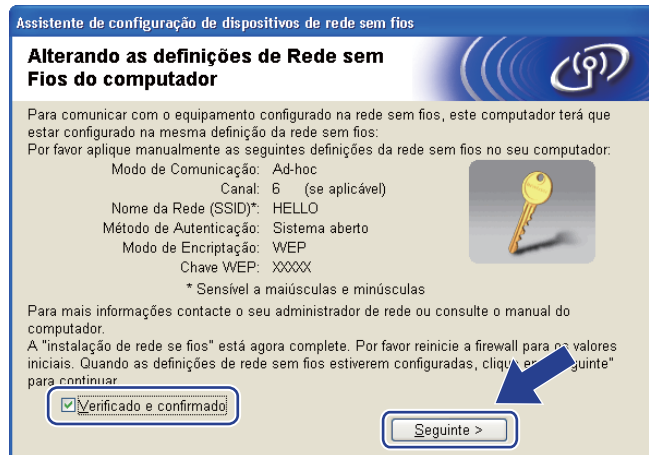 Assistente de configuração de dispositivos de rede sem fios
Alterando as definições de Rede sem
Fios do computador
Para comunicar com o equipamento configurado na rede sem fios, este computador terá que
estar configurado na mesma definição da rede sem fios:
Por favor aplique manualmente as seguintes definições da rede sem fios no seu computador:
Modo de Comunicação: Ad-hoc
Canal: 6 (se aplicável)
Nome da Rede (SSID)*: HELLO
Método de Autenticação: Sistema aberto
Modo de Encriptação: WEP
Chave WEP: XXXXX
* Sensível a maiúsculas e minúsculas
Para mais informações contacte o seu administrador de rede ou consulte o manual do
computador.
A "instalação de rede se fios" está agora complete. Por favor reinicie a firewall para os valores
iniciais. Quando as definições de rede sem fios estiverem configuradas,
para continuar
Verificado e confirmado
Seguinte >